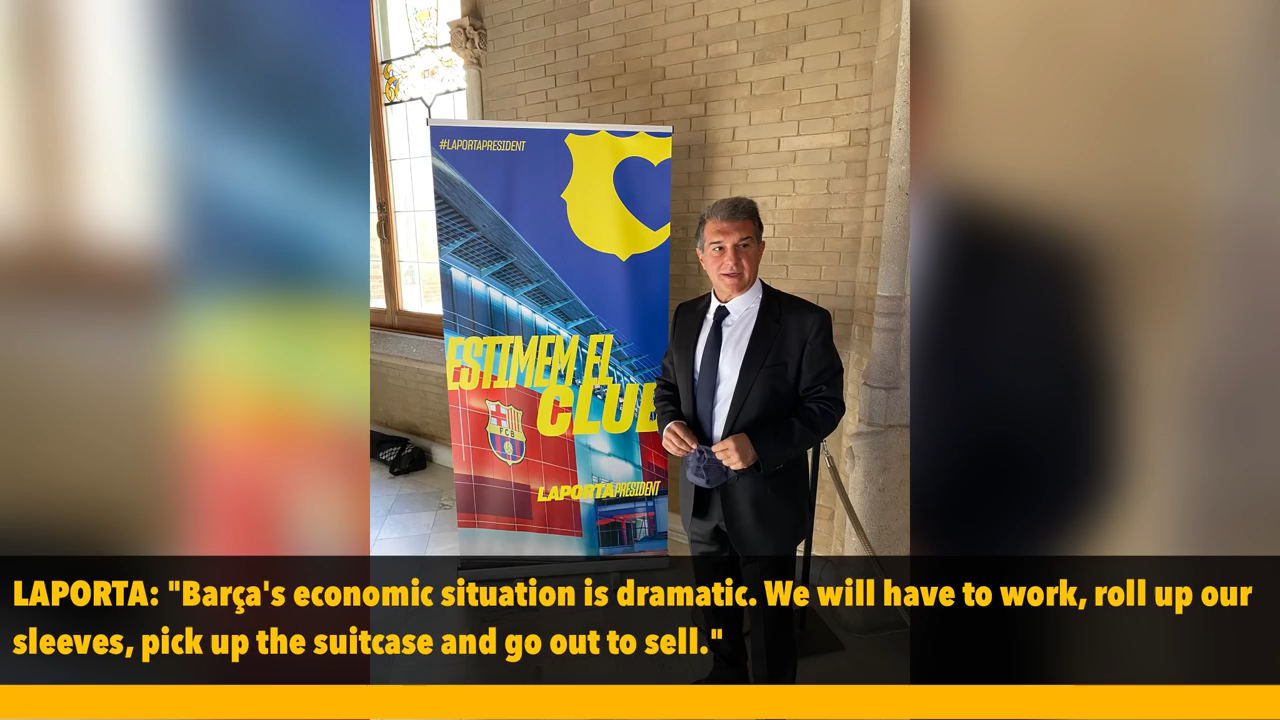 #LAPORTAPRESIDENT
ESTIMEM EL
CLUB
FCB
LAPORTAPRESIDENT
LAPORTA: "Barça's economic situation is dramatic. We will have to work, roll up our
sleeves, pick up the suitcase and go out to sell."